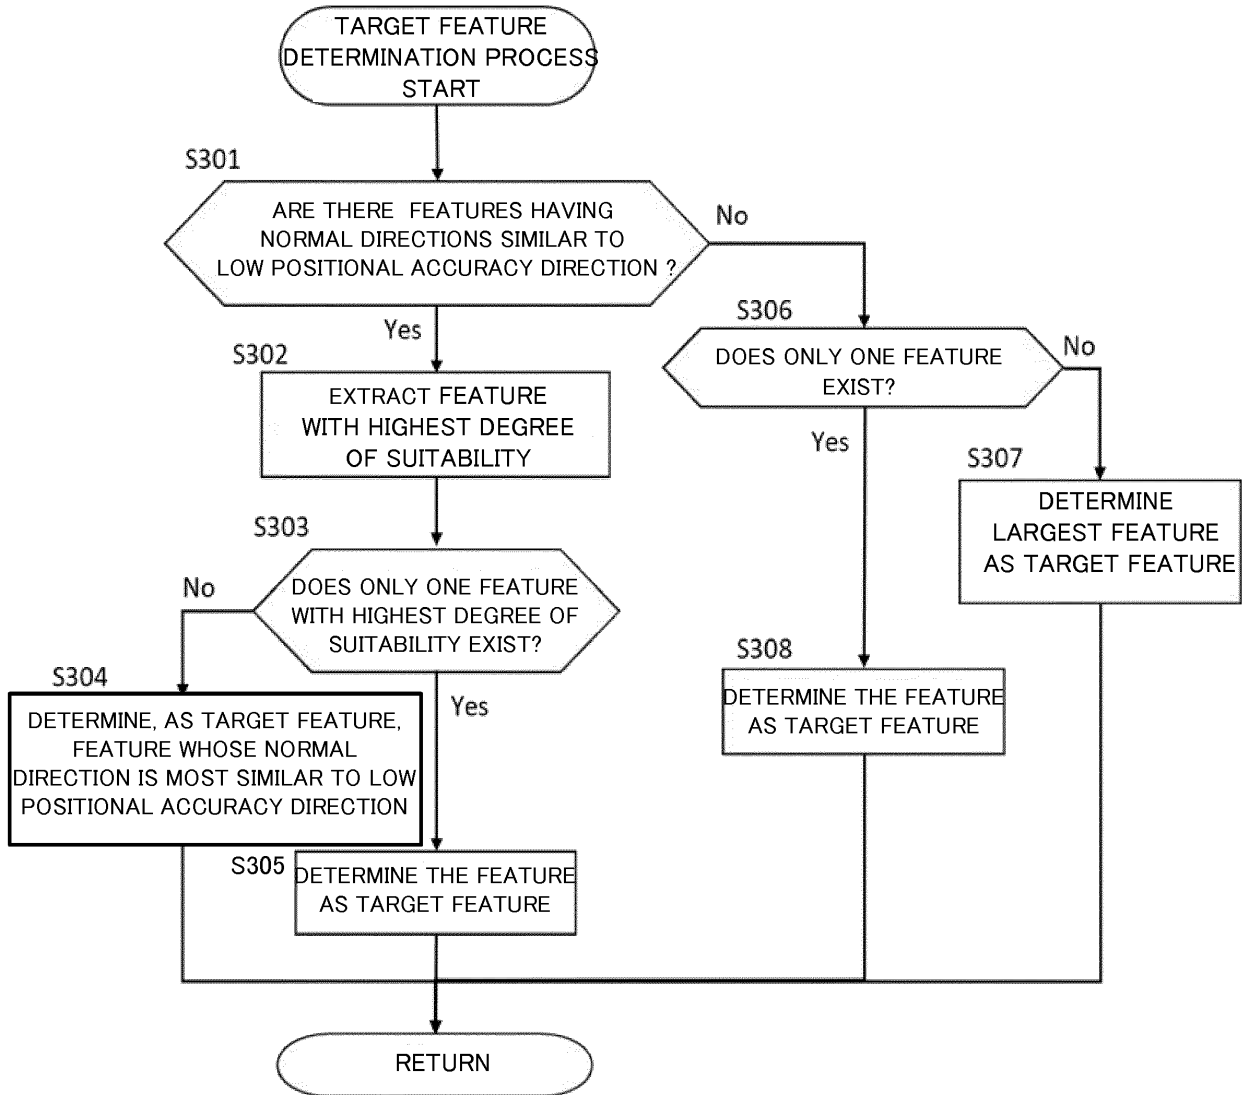 TARGET FEATURE
DETERMINATION PROCESS
START
S301
ARE THERE FEATURES HAVING
NORMAL DIRECTIONS SIMILAR TO
LOW POSITIONAL ACCURACY DIRECTION ?
No
Yes
S302
EXTRACT FEATURE
WITH HIGHEST DEGREE
OF SUITABILITY
S303
DOES ONLY ONE FEATURE
WITH HIGHEST DEGREE OF
SUITABILITY EXIST?
No
Yes
S304
DETERMINE, AS TARGET FEATURE,
FEATURE WHOSE NORMAL
DIRECTION IS MOST SIMILAR TO LOW
POSITIONAL ACCURACY DIRECTION
S305
DETERMINE THE FEATURE
AS TARGET FEATURE
S306
DOES ONLY ONE FEATURE
EXIST?
No
Yes
S307
DETERMINE
LARGEST FEATURE
AS TARGET FEATURE
S308
DETERMINE THE FEATURE
AS TARGET FEATURE
RETURN